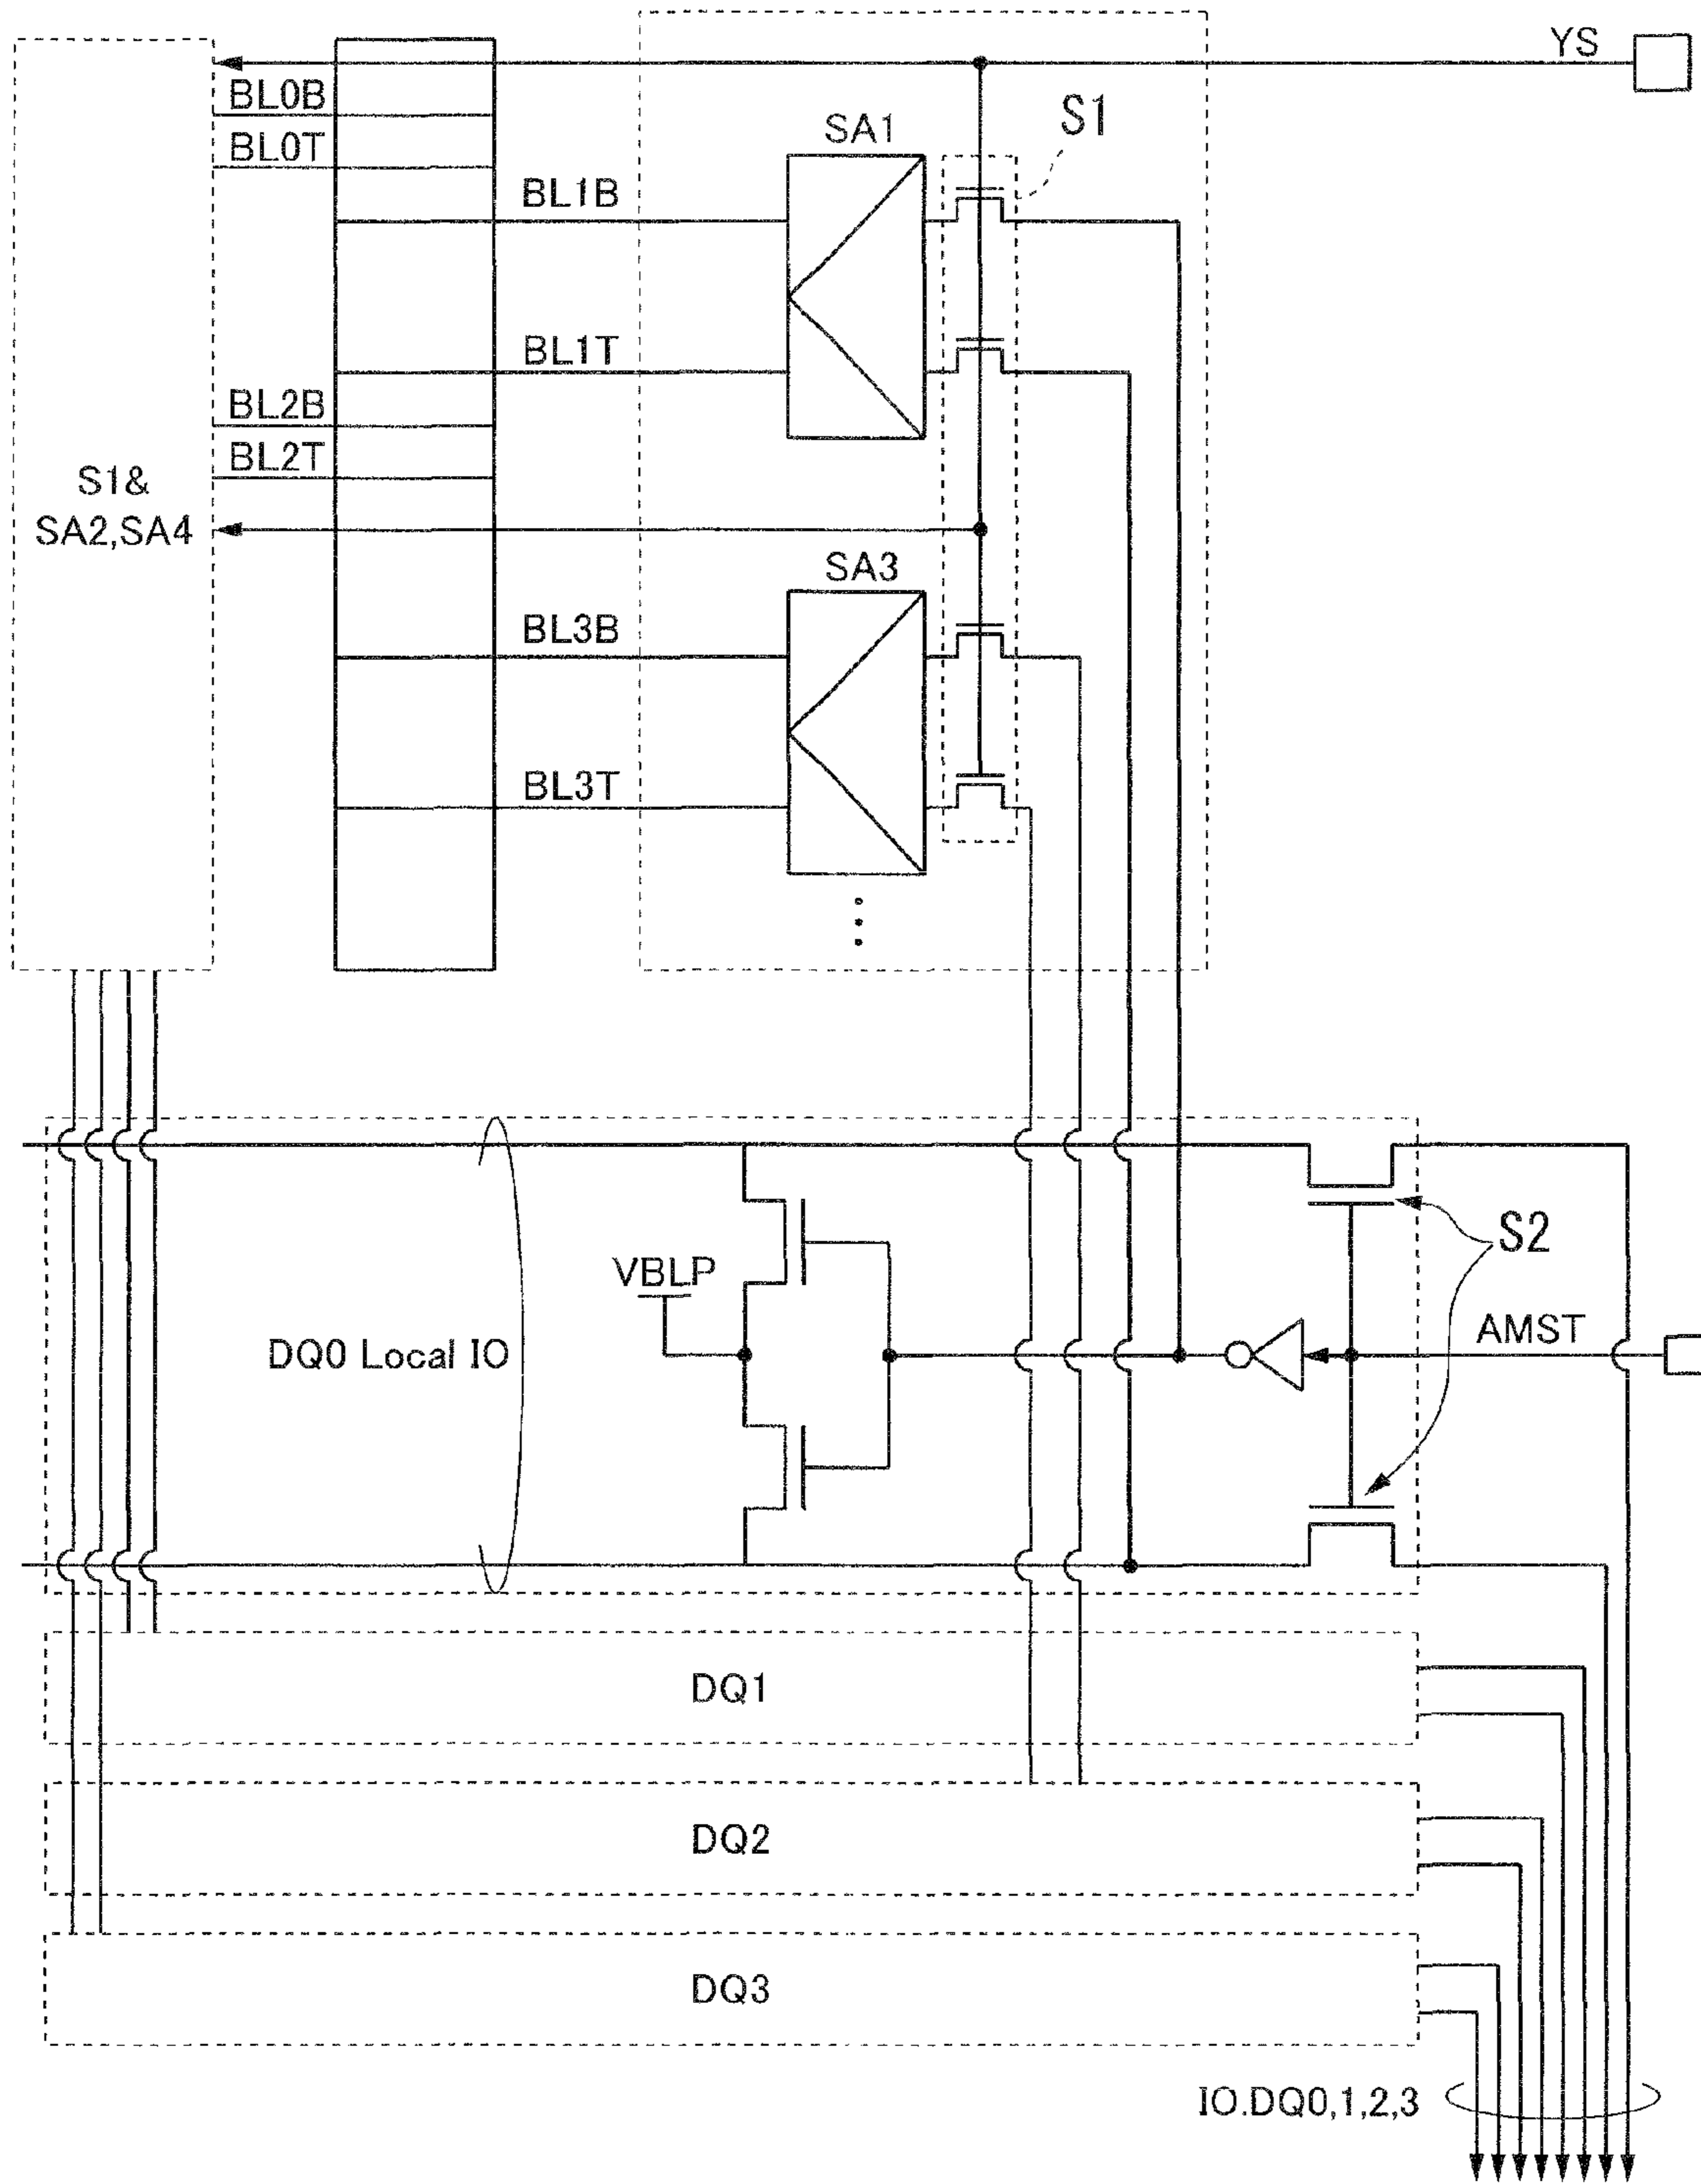 YS
BL0B
S1
SA1
BL0T
BL1B
BL1T
BL2B
BL2T
S1&
SA2,SA4
SA3
BL3B
BL3T
S2
VBLP
AMST
DQ0 Local IO
DQ1
DQ2
DQ3
IO.DQ0,1,2,3